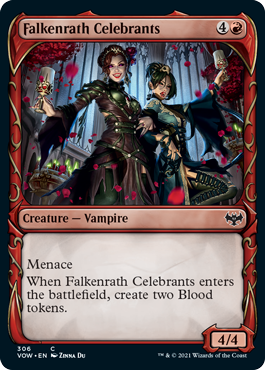 Falkenrath Celebrants 4
Creature — Vampire
Menace
When Falkenrath Celebrants enters
the battlefield, create two Blood
tokens.
4/4
306 C
VOW • EN ZINNA DU
™ & © 2021 Wizards of the Coast